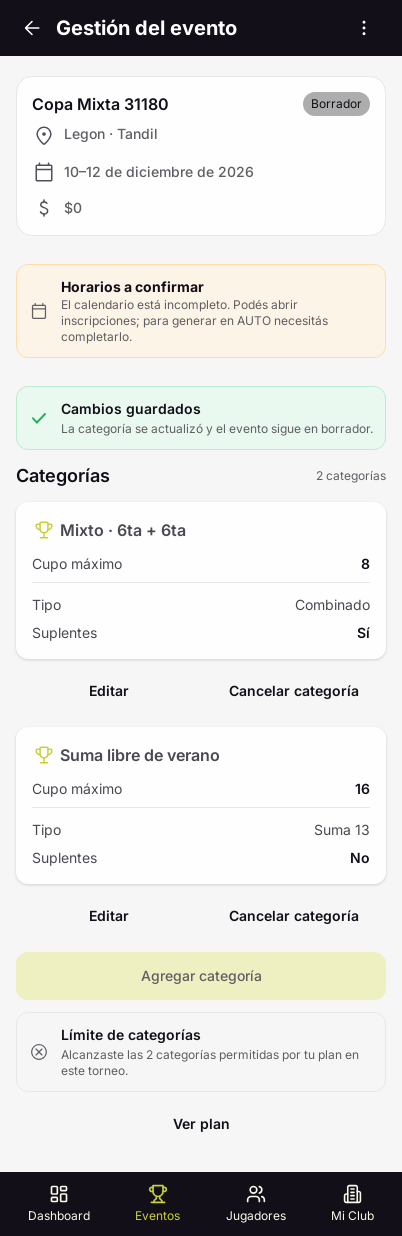 Gestión del evento
Copa Mixta 31180
Borrador
Legon · Tandil
10–12 de diciembre de 2026
$0
Horarios a confirmar
El calendario está incompleto. Podés abrir
inscripciones; para generar en AUTO necesitás
completarlo.
Cambios guardados
La categoría se actualizó y el evento sigue en borrador.
Categorías
2 categorías
Mixto · 6ta + 6ta
Cupo máximo 8
Tipo Combinado
Suplentes Sí
Editar Cancelar categoría
Suma libre de verano
Cupo máximo 16
Tipo Suma 13
Suplentes No
Editar Cancelar categoría
Agregar categoría
Límite de categorías
Alcanzaste las 2 categorías permitidas por tu plan en
este torneo.
Ver plan
Dashboard Eventos Jugadores Mi Club